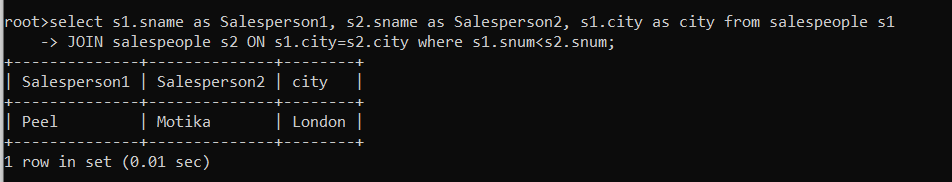 root>select s1.sname as Salesperson1, s2.sname as Salesperson2, s1.city as city from salespeople s1
    -> JOIN salespeople s2 ON s1.city=s2.city where s1.snum<s2.snum;
+--------------+--------------+--------+
| Salesperson1 | Salesperson2 | city   |
+--------------+--------------+--------+
| Peel         | Motika       | London |
+--------------+--------------+--------+
1 row in set (0.01 sec)